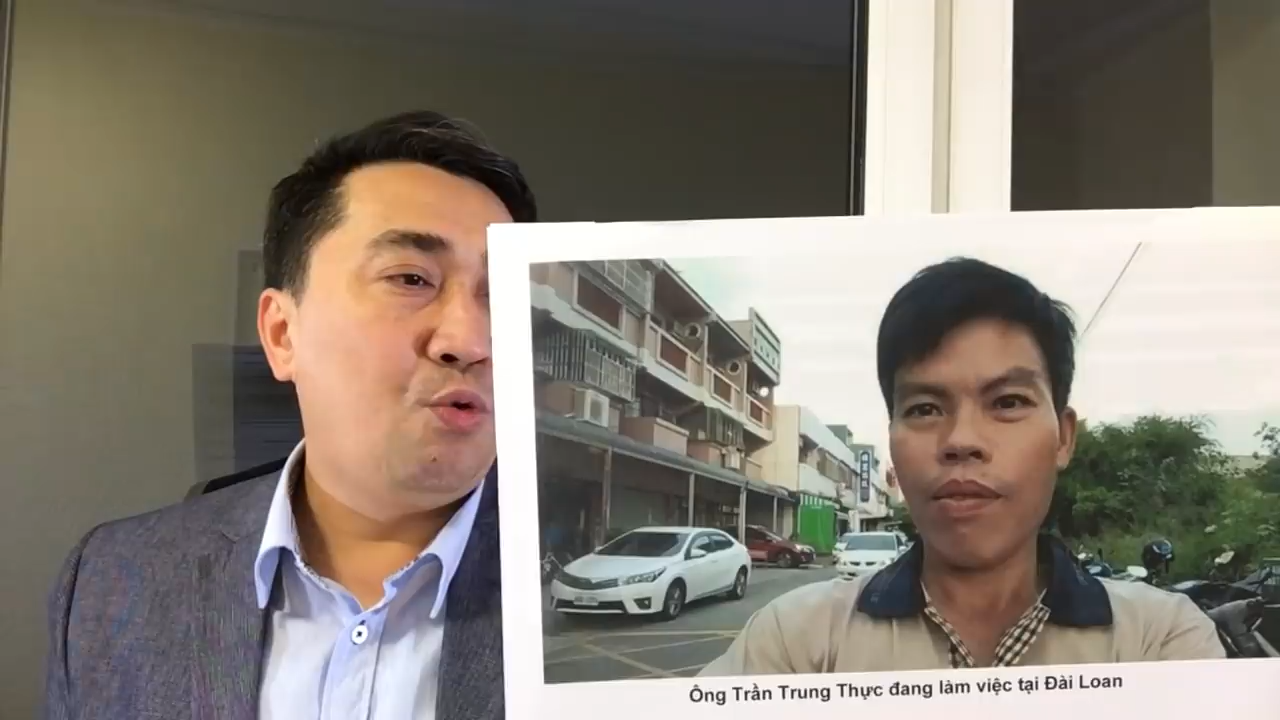 Ông Trần Trung Thực đang làm việc tại Đài Loan